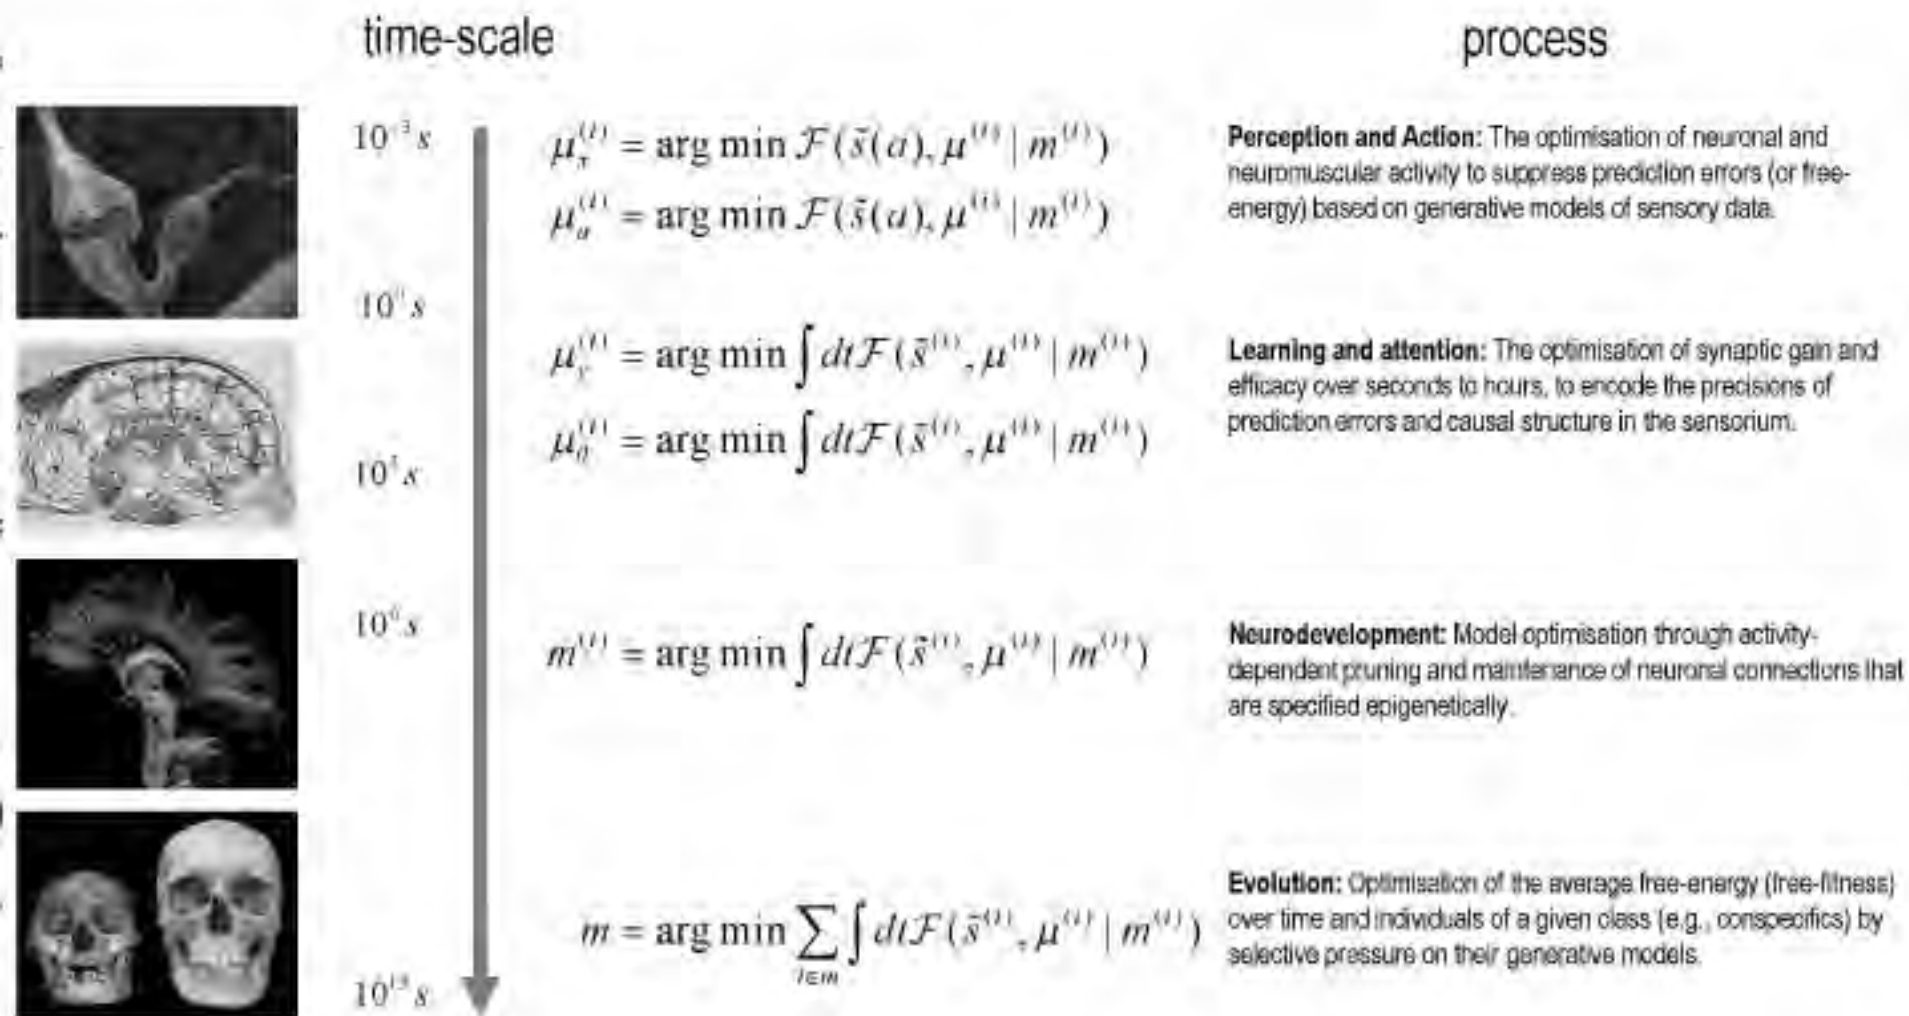 time-scale
process
10⁻³ s
μ⁽ⁱ⁾ = arg min ℱ(s̃(a), μ⁽ⁱ⁾ | m⁽ⁱ⁾)
μₐ⁽ⁱ⁾ = arg min ℱ(s̃(a), μ⁽ⁱ⁾ | m⁽ⁱ⁾)
Perception and Action: The optimisation of neuronal and
neuromuscular activity to suppress prediction errors (or free-
energy) based on generative models of sensory data.
10⁰ s
μ⁽ⁱ⁾ = arg min ∫ dtℱ(s̃⁽ⁱ⁾, μ⁽ⁱ⁾ | m⁽ⁱ⁾)
μ⁽ⁱ⁾ = arg min ∫ dtℱ(s̃⁽ⁱ⁾, μ⁽ⁱ⁾ | m⁽ⁱ⁾)
Learning and attention: The optimisation of synaptic gain and
efficacy over seconds to hours, to encode the precisions of
prediction errors and causal structure in the sensorium.
s
10⁶ s
m⁽ⁱ⁾ = arg min ∫ dtℱ(s̃⁽ⁱ⁾, μ⁽ⁱ⁾ | m⁽ⁱ⁾)
Neurodevelopment: Model optimisation through activity-
dependent pruning and maintenance of neuronal connections that
are specified epigenetically.
m = arg min ∑ ∫ dtℱ(s̃⁽ⁱ⁾, μ⁽ⁱ⁾ | m⁽ⁱ⁾)
i∈m
Evolution: Optimisation of the average free-energy (free-fitness)
over time and individuals of a given class (e.g., conspecifics) by
selective pressure on their generative models.
10¹⁵ s